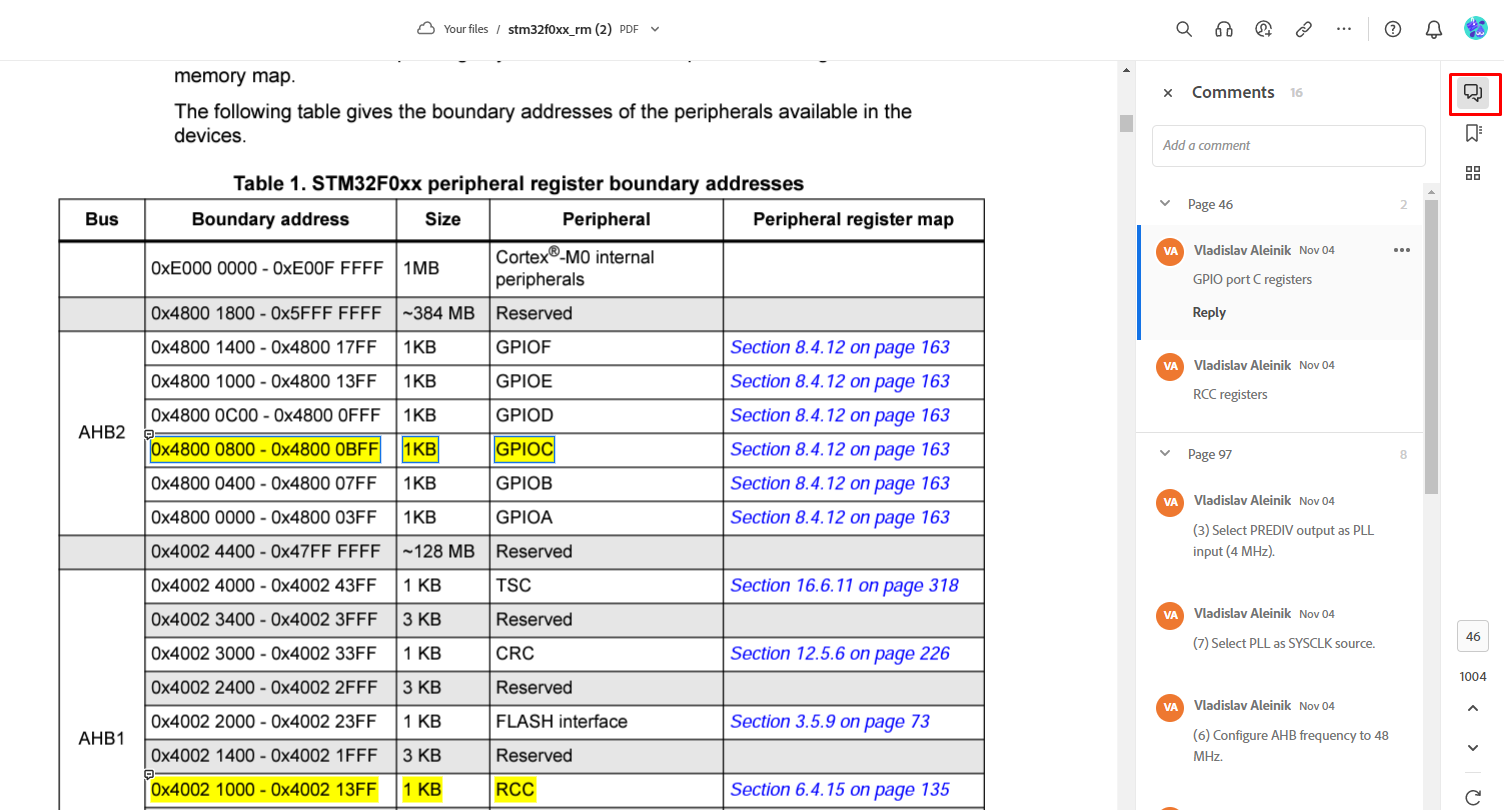 Your files / stm32f0xx_rm (2) PDF
memory map.
The following table gives the boundary addresses of the peripherals available in the
devices.
Table 1. STM32F0xx peripheral register boundary addresses
Bus Boundary address Size Peripheral Peripheral register map
0xE000 0000 - 0xE00F FFFF 1MB Cortex®-M0 internal
peripherals
0x4800 1800 - 0x5FFF FFFF ~384 MB Reserved
AHB2
0x4800 1400 - 0x4800 17FF 1KB GPIOF Section 8.4.12 on page 163
0x4800 1000 - 0x4800 13FF 1KB GPIOE Section 8.4.12 on page 163
0x4800 0C00 - 0x4800 0FFF 1KB GPIOD Section 8.4.12 on page 163
0x4800 0800 - 0x4800 0BFF 1KB GPIOC Section 8.4.12 on page 163
0x4800 0400 - 0x4800 07FF 1KB GPIOB Section 8.4.12 on page 163
0x4800 0000 - 0x4800 03FF 1KB GPIOA Section 8.4.12 on page 163
0x4002 4400 - 0x47FF FFFF ~128 MB Reserved
AHB1
0x4002 4000 - 0x4002 43FF 1 KB TSC Section 16.6.11 on page 318
0x4002 3400 - 0x4002 3FFF 3 KB Reserved
0x4002 3000 - 0x4002 33FF 1 KB CRC Section 12.5.6 on page 226
0x4002 2400 - 0x4002 2FFF 3 KB Reserved
0x4002 2000 - 0x4002 23FF 1 KB FLASH interface Section 3.5.9 on page 73
0x4002 1400 - 0x4002 1FFF 3 KB Reserved
0x4002 1000 - 0x4002 13FF 1 KB RCC Section 6.4.15 on page 135
Comments 16
Add a comment
Page 46 2
VA Vladislav Aleinik Nov 04
GPIO port C registers
Reply
VA Vladislav Aleinik Nov 04
RCC registers
Page 97 8
VA Vladislav Aleinik Nov 04
(3) Select PREDIV output as PLL
input (4 MHz).
VA Vladislav Aleinik Nov 04
(7) Select PLL as SYSCLK source.
VA Vladislav Aleinik Nov 04
(6) Configure AHB frequency to 48
MHz.
46
1004